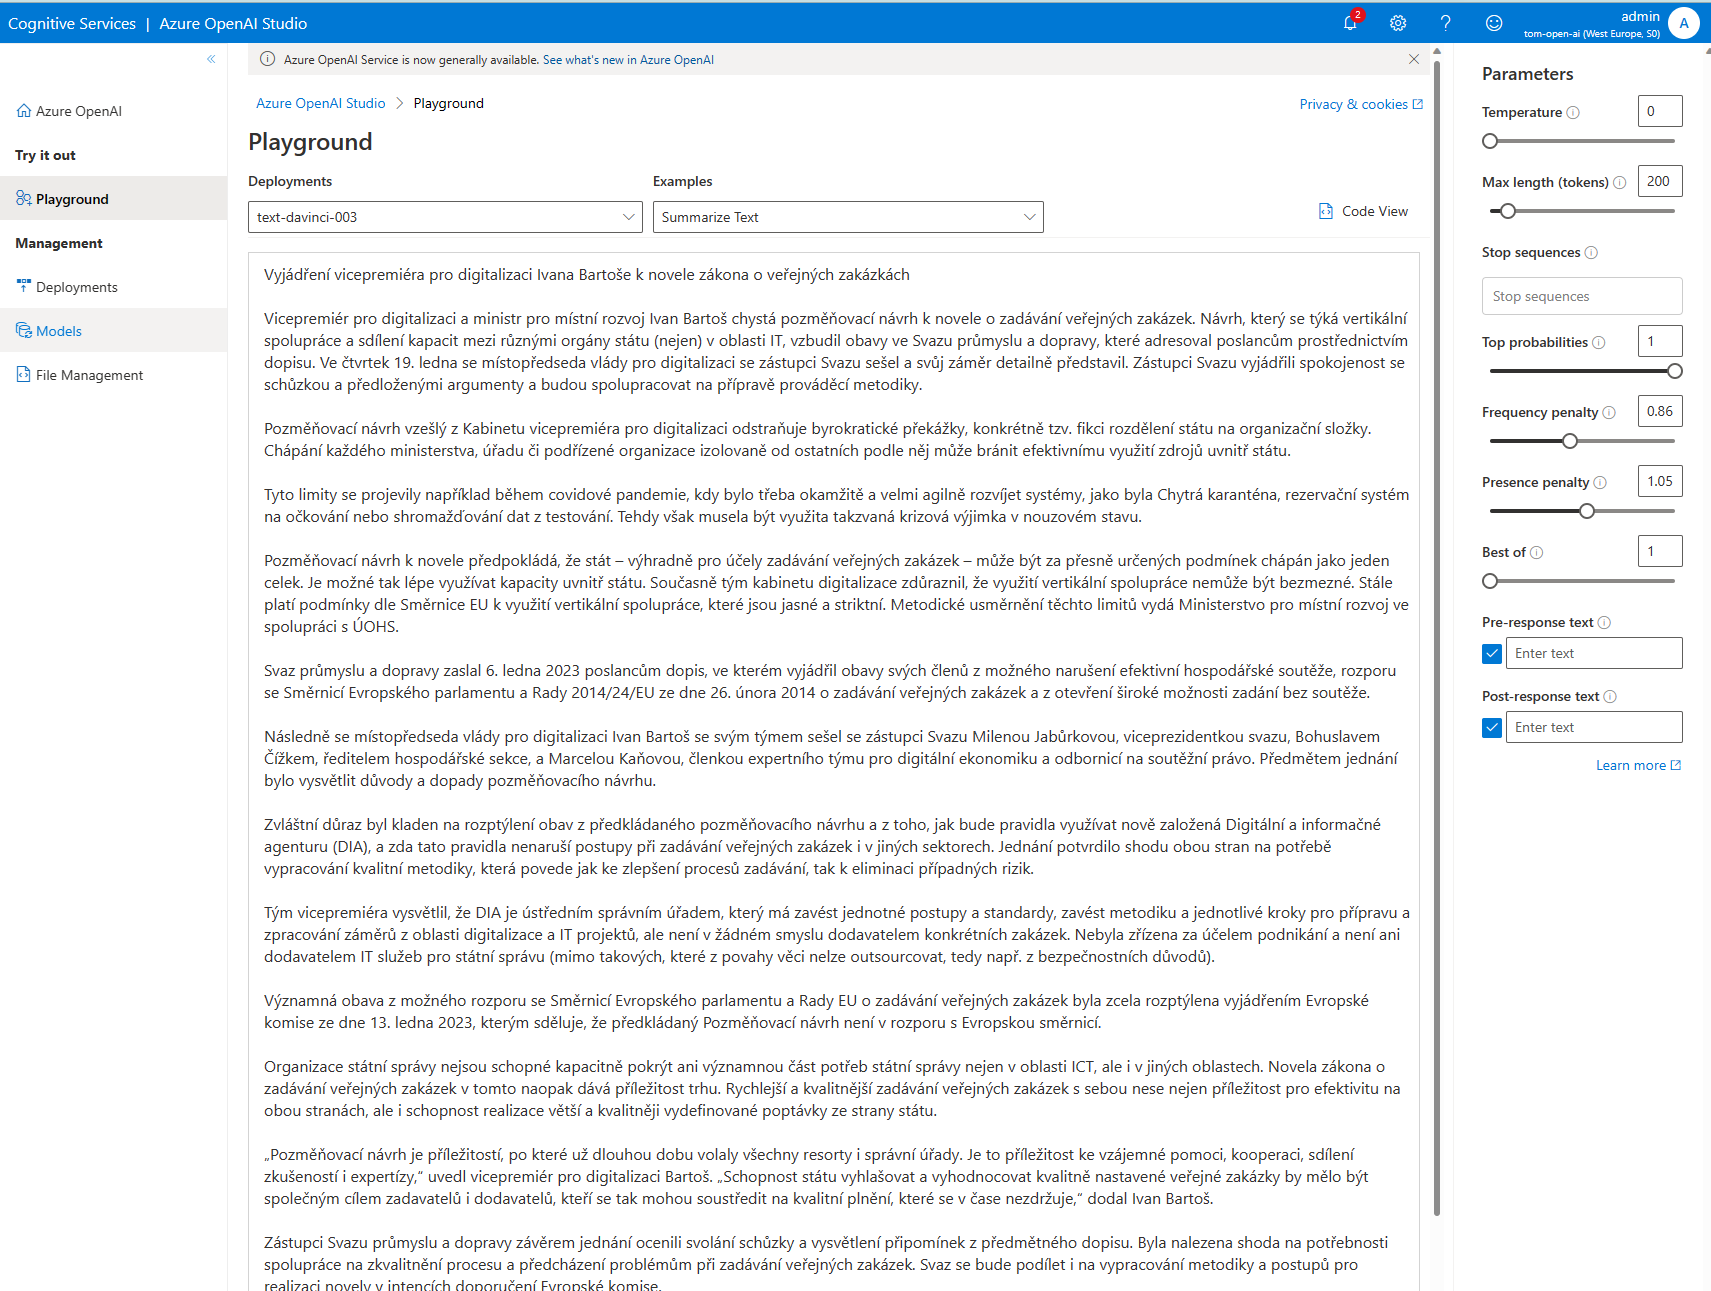 Cognitive Services | Azure OpenAI Studio
2
admin
tom-open-ai (West Europe, S0)
A
Azure OpenAI Service is now generally available. See what's new in Azure OpenAI
Azure OpenAI
Try it out
Playground
Management
Deployments
Models
File Management
Azure OpenAI Studio > Playground
Privacy & cookies
Playground
Deployments
Examples
text-davinci-003
Summarize Text
Code View
Vyjádření vicepremiéra pro digitalizaci Ivana Bartoše k novele zákona o veřejných zakázkách
Vicepremiér pro digitalizaci a ministr pro místní rozvoj Ivan Bartoš chystá pozměňovací návrh k novele o zadávání veřejných zakázek. Návrh, který se týká vertikální
spolupráce a sdílení kapacit mezi různými orgány státu (nejen) v oblasti IT, vzbudil obavy ve Svazu průmyslu a dopravy, které adresoval poslancům prostřednictvím
dopisu. Ve čtvrtek 19. ledna se místopředseda vlády pro digitalizaci se zástupci Svazu sešel a svůj záměr detailně představil. Zástupci Svazu vyjádřili spokojenost se
schůzkou a předloženými argumenty a budou spolupracovat na přípravě prováděcí metodiky.
Pozměňovací návrh vzešlý z Kabinetu vicepremiéra pro digitalizaci odstraňuje byrokratické překážky, konkrétně tzv. fikci rozdělení státu na organizační složky.
Chápání každého ministerstva, úřadu či podřízené organizace izolovaně od ostatních podle něj může bránit efektivnímu využití zdrojů uvnitř státu.
Tyto limity se projevily například během covidové pandemie, kdy bylo třeba okamžitě a velmi agilně rozvíjet systémy, jako byla Chytrá karanténa, rezervační systém
na očkování nebo shromažďování dat z testování. Tehdy však musela být využita takzvaná krizová výjimka v nouzovém stavu.
Pozměňovací návrh k novele předpokládá, že stát – výhradně pro účely zadávání veřejných zakázek – může být za přesně určených podmínek chápán jako jeden
celek. Je možné tak lépe využívat kapacity uvnitř státu. Současně tým kabinetu digitalizace zdůraznil, že využití vertikální spolupráce nemůže být bezmezné. Stále
platí podmínky dle Směrnice EU k využití vertikální spolupráce, které jsou jasné a striktní. Metodické usměrnění těchto limitů vydá Ministerstvo pro místní rozvoj ve
spolupráci s ÚOHS.
Svaz průmyslu a dopravy zaslal 6. ledna 2023 poslancům dopis, ve kterém vyjádřil obavy svých členů z možného narušení efektivní hospodářské soutěže, rozporu
se Směrnicí Evropského parlamentu a Rady 2014/24/EU ze dne 26. února 2014 o zadávání veřejných zakázek a z otevření široké možnosti zadání bez soutěže.
Následně se místopředseda vlády pro digitalizaci Ivan Bartoš se svým týmem sešel se zástupci Svazu Milenou Jabůrkovou, viceprezidentkou svazu, Bohuslavem
Čížkem, ředitelem hospodářské sekce, a Marcelou Kaňovou, členkou expertního týmu pro digitální ekonomiku a odbornicí na soutěžní právo. Předmětem jednání
bylo vysvětlit důvody a dopady pozměňovacího návrhu.
Zvláštní důraz byl kladen na rozptýlení obav z předkládaného pozměňovacího návrhu a z toho, jak bude pravidla využívat nově založená Digitální a informačné
agenturu (DIA), a zda tato pravidla nenaruší postupy při zadávání veřejných zakázek i v jiných sektorech. Jednání potvrdilo shodu obou stran na potřebě
vypracování kvalitní metodiky, která povede jak ke zlepšení procesů zadávání, tak k eliminaci případných rizik.
Tým vicepremiéra vysvětlil, že DIA je ústředním správním úřadem, který má zavést jednotné postupy a standardy, zavést metodiku a jednotlivé kroky pro přípravu a
zpracování záměrů z oblasti digitalizace a IT projektů, ale není v žádném smyslu dodavatelem konkrétních zakázek. Nebyla zřízena za účelem podnikání a není ani
dodavatelem IT služeb pro státní správu (mimo takových, které z povahy věci nelze outsourcovat, tedy např. z bezpečnostních důvodů).
Významná obava z možného rozporu se Směrnicí Evropského parlamentu a Rady EU o zadávání veřejných zakázek byla zcela rozptýlena vyjádřením Evropské
komise ze dne 13. ledna 2023, kterým sděluje, že předkládaný Pozměňovací návrh není v rozporu s Evropskou směrnicí.
Organizace státní správy nejsou schopné kapacitně pokrýt ani významnou část potřeb státní správy nejen v oblasti ICT, ale i v jiných oblastech. Novela zákona o
zadávání veřejných zakázek v tomto naopak dává příležitost trhu. Rychlejší a kvalitnější zadávání veřejných zakázek s sebou nese nejen příležitost pro efektivitu na
obou stranách, ale i schopnost realizace větší a kvalitněji vydefinované poptávky ze strany státu.
„Pozměňovací návrh je příležitostí, po které už dlouhou dobu volaly všechny resorty i správní úřady. Je to příležitost ke vzájemné pomoci, kooperaci, sdílení
zkušeností i expertízy,“ uvedl vicepremiér pro digitalizaci Bartoš. „Schopnost státu vyhlašovat a vyhodnocovat kvalitně nastavené veřejné zakázky by mělo být
společným cílem zadavatelů i dodavatelů, kteří se tak mohou soustředit na kvalitní plnění, které se v čase nezdržuje,“ dodal Ivan Bartoš.
Zástupci Svazu průmyslu a dopravy závěrem jednání ocenili svolání schůzky a vysvětlení připomínek z předmětného dopisu. Byla nalezena shoda na potřebnosti
spolupráce na zkvalitnění procesu a předcházení problémům při zadávání veřejných zakázek. Svaz se bude podílet i na vypracování metodiky a postupů pro
realizaci novely v intencích doporučení Evropské komise.
Parameters
Temperature
0
Max length (tokens)
200
Stop sequences
Stop sequences
Top probabilities
1
Frequency penalty
0.86
Presence penalty
1.05
Best of
1
Pre-response text
Enter text
Post-response text
Enter text
Learn more